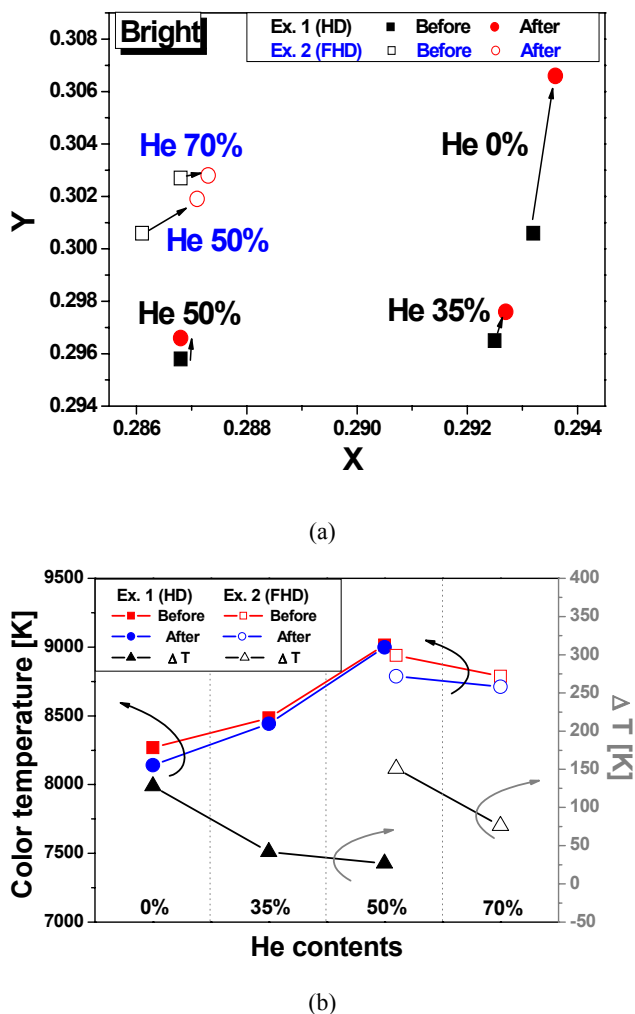 Bright
Ex. 1 (HD) Before After
Ex. 2 (FHD) Before After
0.308
0.306
0.304
0.302
0.300
0.298
0.296
0.294
Y
He 70%
He 0%
He 50%
He 50%
He 35%
0.286 0.288 0.290 0.292 0.294
X
(a)
9500
9000
8500
8000
7500
7000
Color temperature [K]
Ex. 1 (HD) Ex. 2 (FHD)
Before Before
After After
Δ T Δ T
400
350
300
250
200
150
100
50
0
-50
Δ T [K]
0% 35% 50% 70%
He contents
(b)